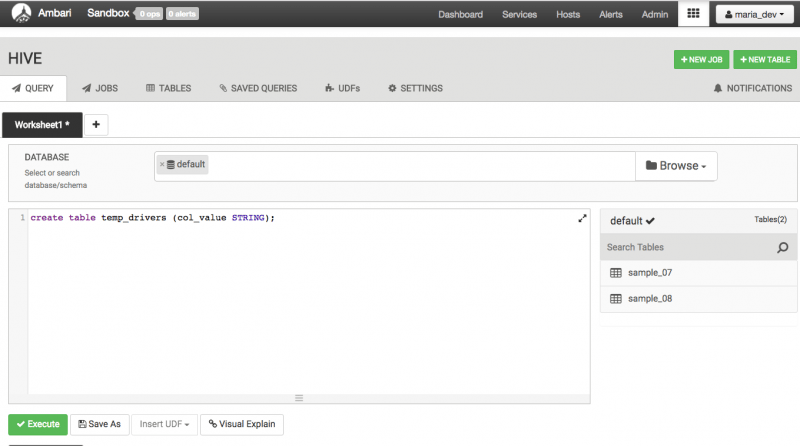 Ambari Sandbox 0 ops 0 alerts Dashboard Services Hosts Alerts Admin maria_dev
HIVE
+ NEW JOB + NEW TABLE
QUERY JOBS TABLES SAVED QUERIES UDFs SETTINGS NOTIFICATIONS
Worksheet1 * +
DATABASE
Select or search
database/schema
× default
Browse
1 create table temp_drivers (col_value STRING);
default Tables(2)
Search Tables
sample_07
sample_08
Execute Save As Insert UDF Visual Explain